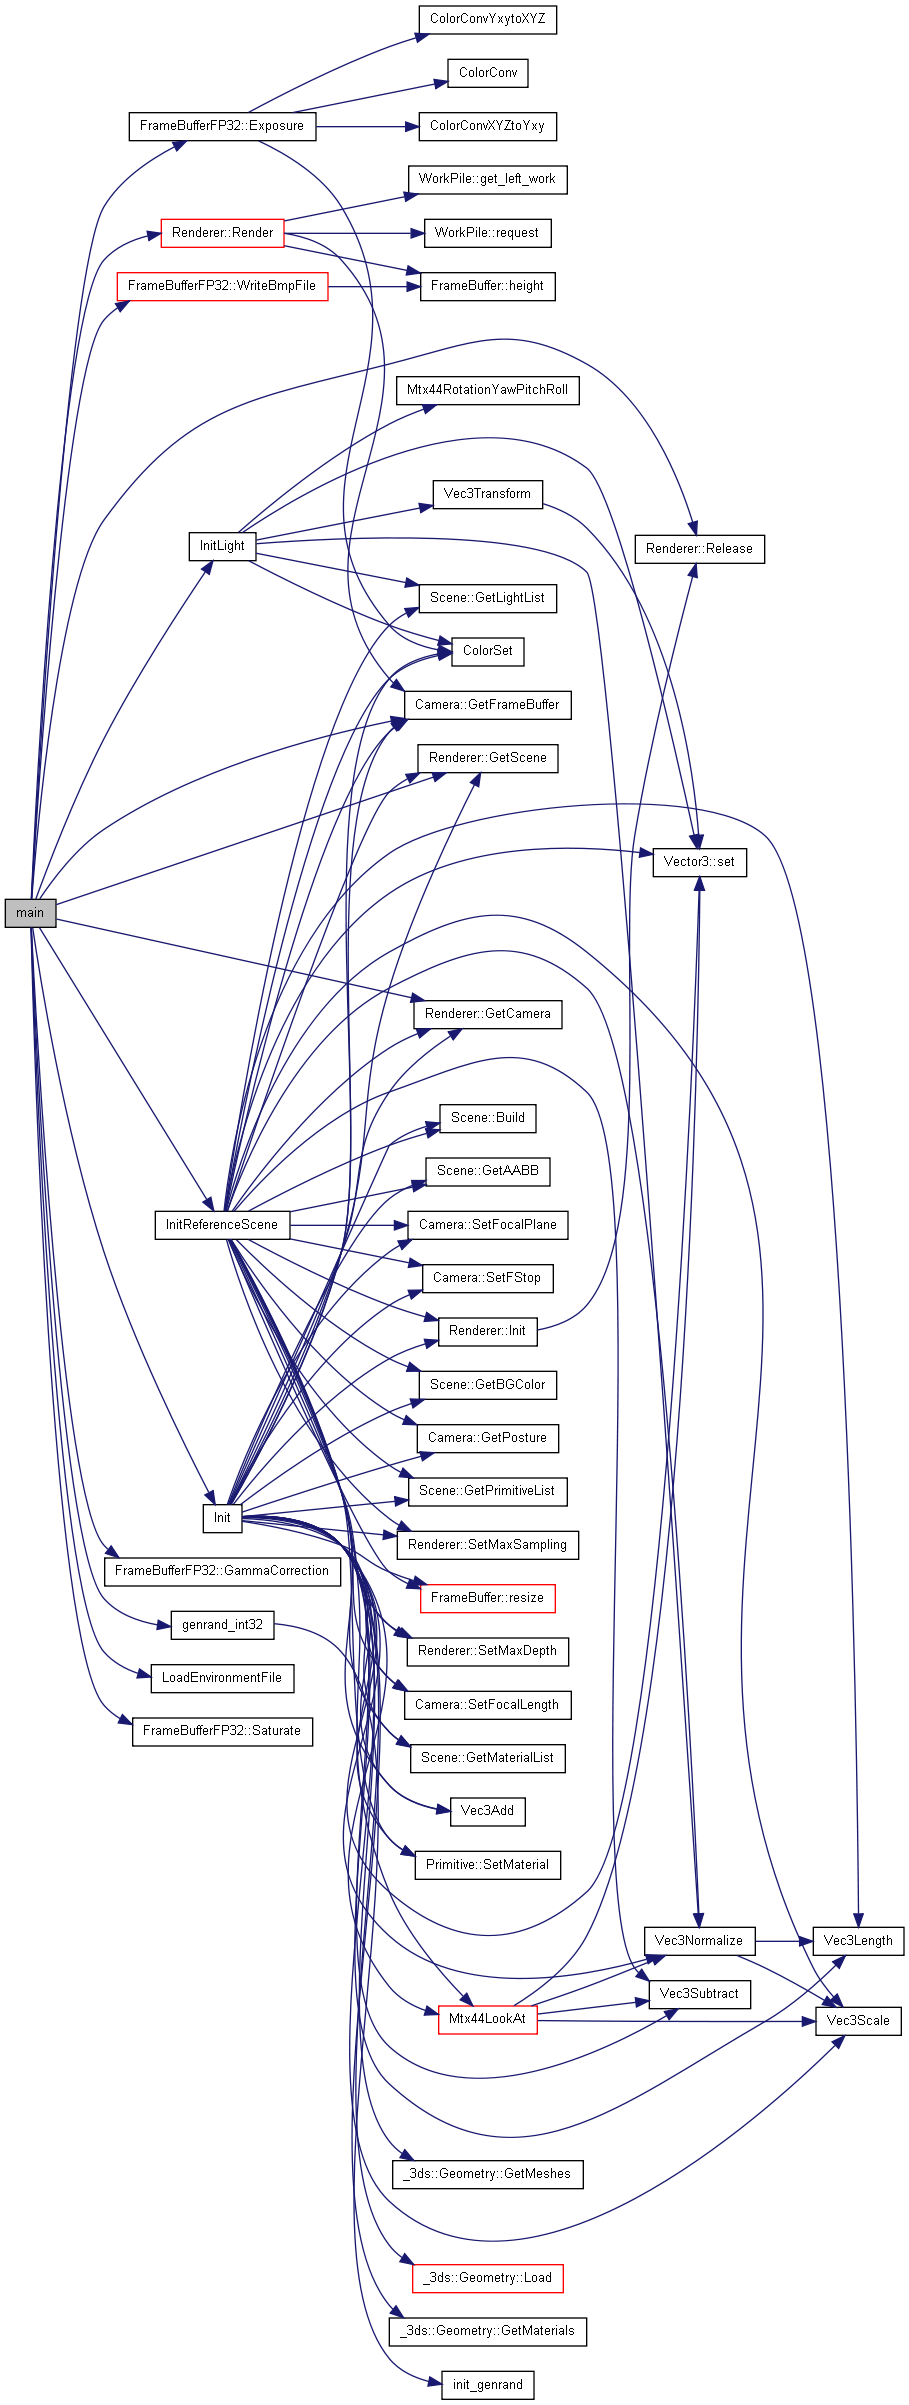 ColorConvYxytoXYZ
ColorConv
FrameBufferFP32::Exposure
ColorConvXYZtoYxy
WorkPile::get_left_work
Renderer::Render
WorkPile::request
FrameBufferFP32::WriteBmpFile
FrameBuffer::height
Mtx44RotationYawPitchRoll
Vec3Transform
InitLight
Renderer::Release
Scene::GetLightList
ColorSet
Camera::GetFrameBuffer
Renderer::GetScene
Vector3::set
main
Renderer::GetCamera
Scene::Build
Scene::GetAABB
InitReferenceScene
Camera::SetFocalPlane
Camera::SetFStop
Renderer::Init
Scene::GetBGColor
Camera::GetPosture
Scene::GetPrimitiveList
Init
Renderer::SetMaxSampling
FrameBufferFP32::GammaCorrection
FrameBuffer::resize
genrand_int32
Renderer::SetMaxDepth
LoadEnvironmentFile
Camera::SetFocalLength
FrameBufferFP32::Saturate
Scene::GetMaterialList
Vec3Add
Primitive::SetMaterial
Vec3Normalize
Vec3Length
Vec3Subtract
Mtx44LookAt
Vec3Scale
_3ds::Geometry::GetMeshes
_3ds::Geometry::Load
_3ds::Geometry::GetMaterials
init_genrand